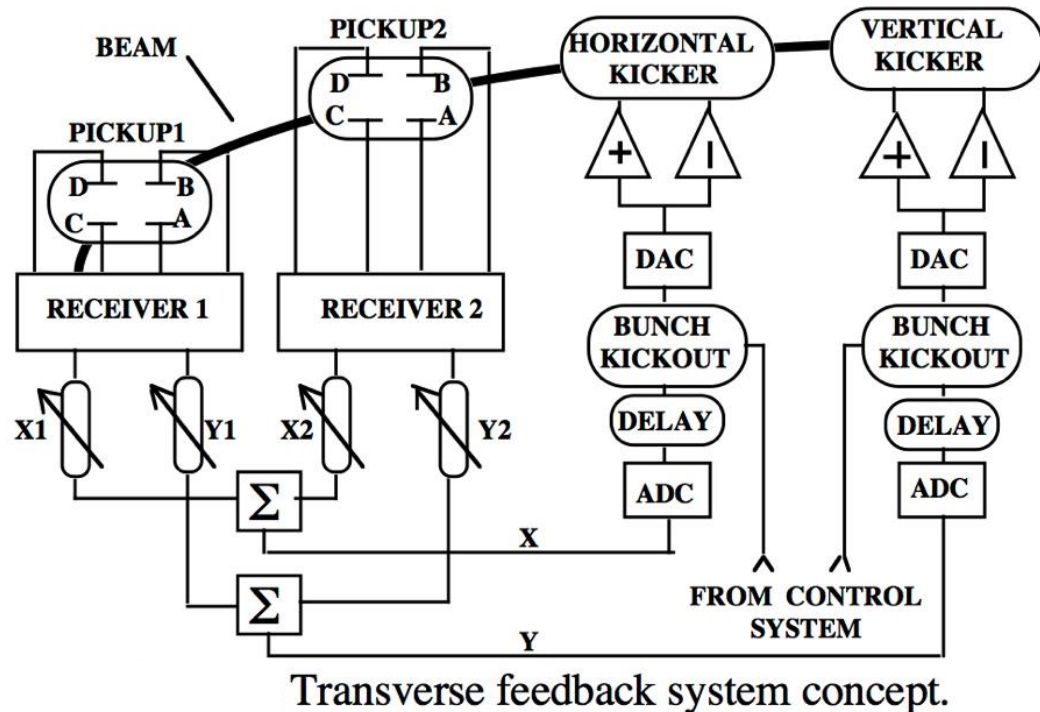 BEAM
PICKUP2
D
B
C
A
PICKUP1
D
B
C
A
HORIZONTAL
KICKER
VERTICAL
KICKER
+
−
+
−
DAC
DAC
RECEIVER 1
RECEIVER 2
BUNCH
KICKOUT
BUNCH
KICKOUT
X1
Y1
X2
Y2
DELAY
DELAY
ADC
ADC
Σ
X
Σ
Y
FROM CONTROL
SYSTEM
Transverse feedback system concept.